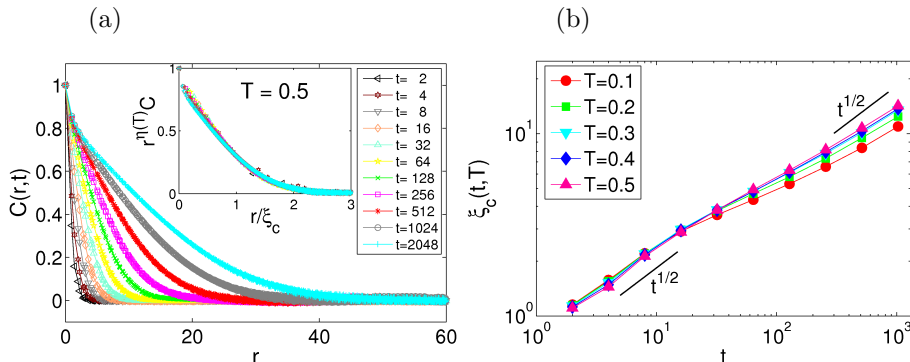 (a)
(b)
C(r,t)
1
0.8
0.6
0.4
0.2
0
0
20
40
60
r
r^η(T) C
1
0.5
0
0
1
2
3
r/ξ_c
T = 0.5
t= 2
t= 4
t= 8
t= 16
t= 32
t= 64
t= 128
t= 256
t= 512
t=1024
t=2048
ξ_c(t,T)
10^1
10^0
10^0
10^1
10^2
10^3
t
T=0.1
T=0.2
T=0.3
T=0.4
T=0.5
t^1/2
t^1/2